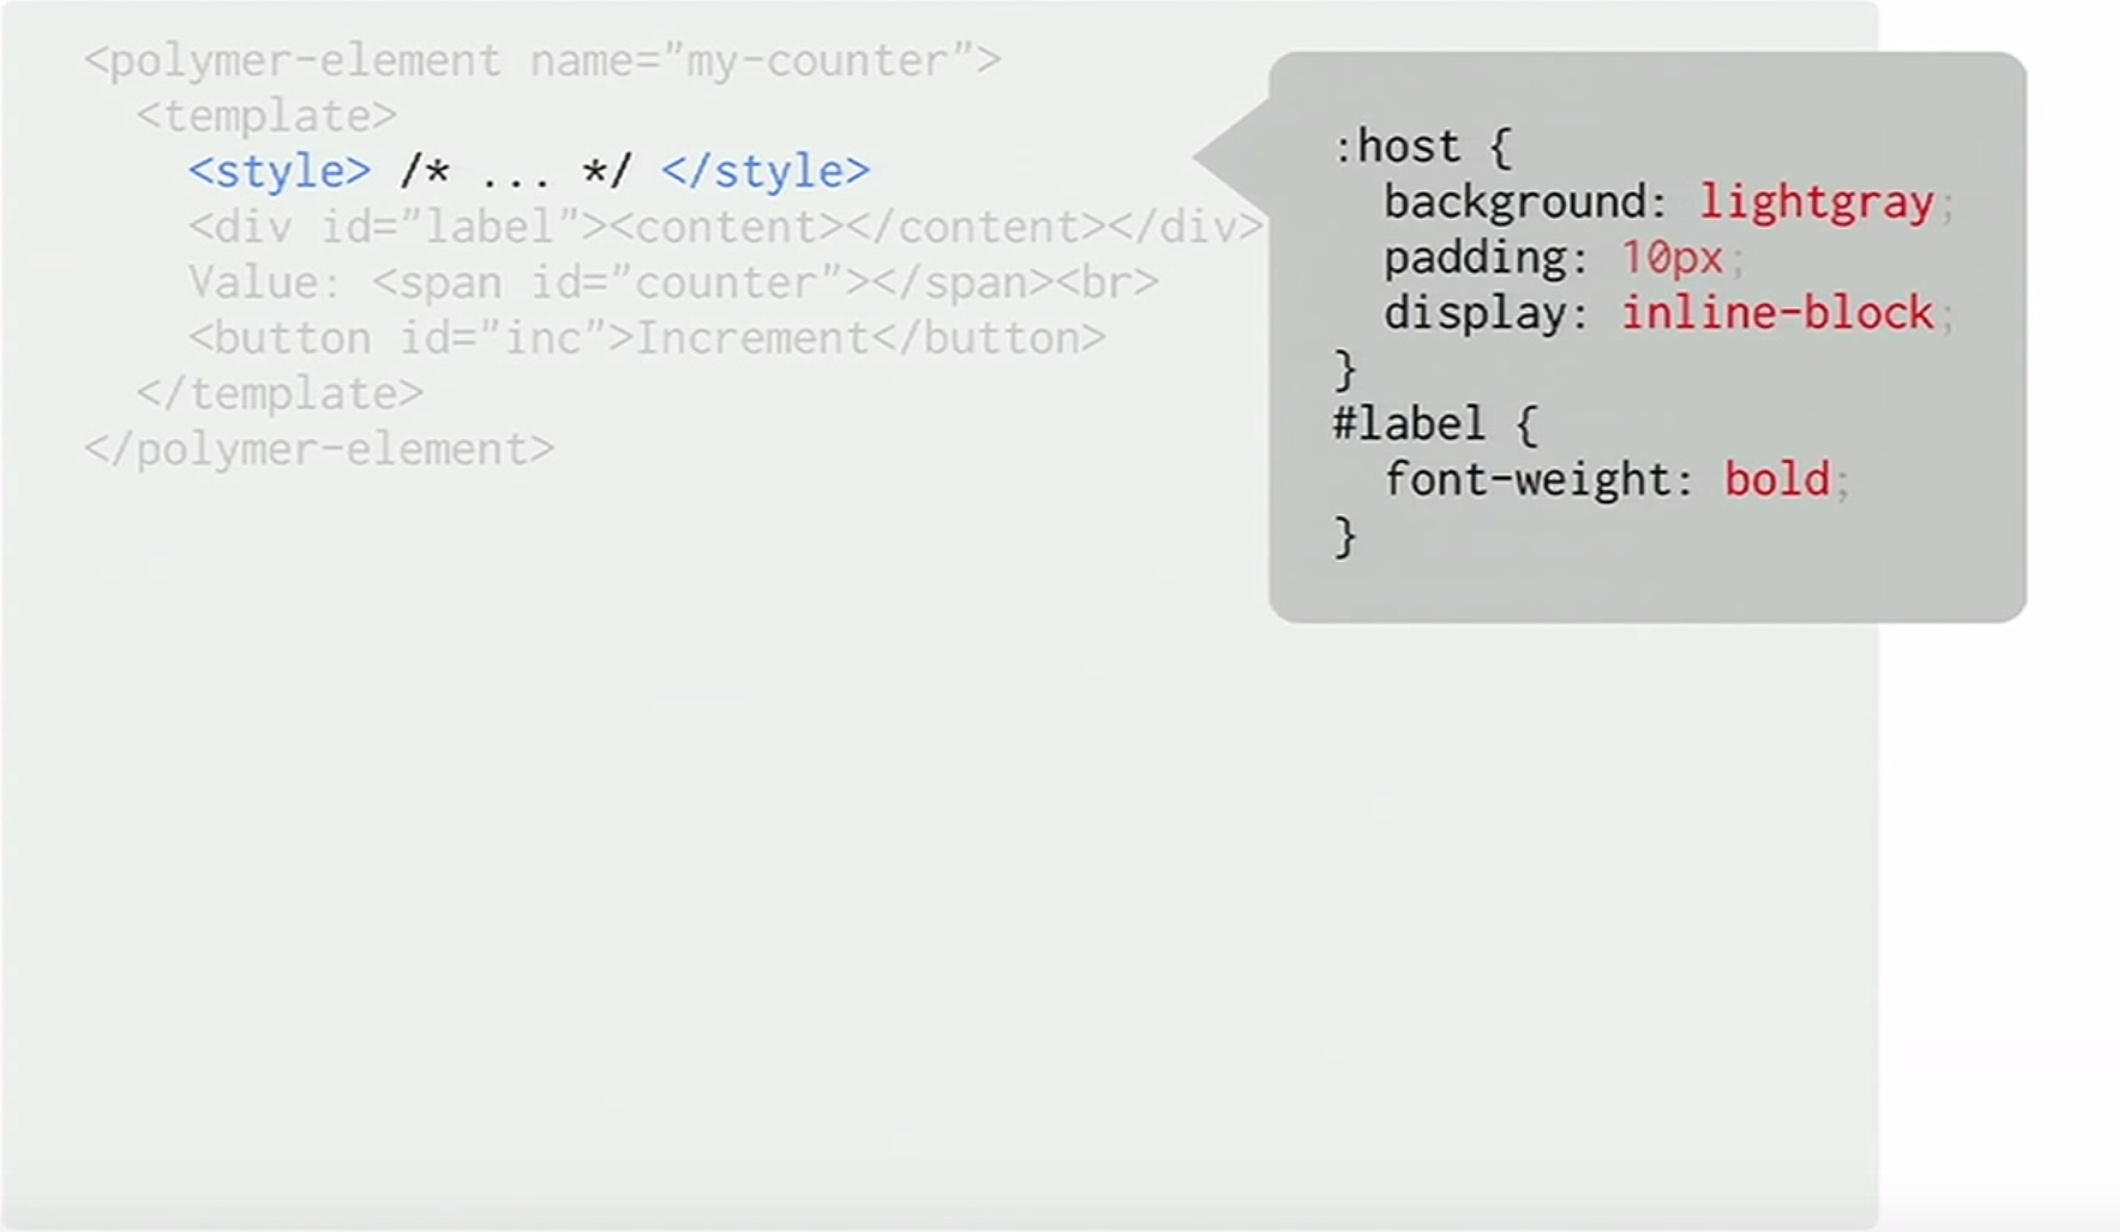 <polymer-element name="my-counter">
<template>
<style> /* ... */ </style>
<div id="label"><content></content></div>
Value: <span id="counter"></span><br>
<button id="inc">Increment</button>
</template>
</polymer-element>
:host {
background: lightgray;
padding: 10px;
display: inline-block;
}
#label {
font-weight: bold;
}